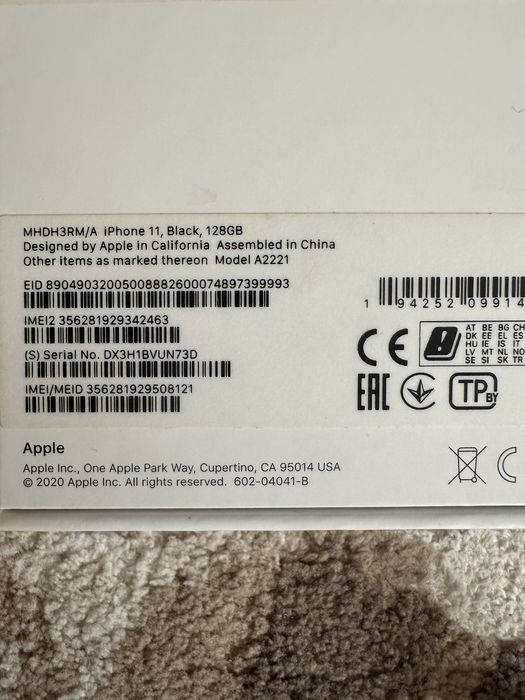 MHDH3RM/A iPhone 11, Black, 128GB
Designed by Apple in California Assembled in China
Other items as marked thereon Model A2221
EID 89049032005008882600074897399993
IMEI2 356281929342463
(S) Serial No. DX3H1BVUN73D
IMEI/MEID 356281929508121
1 94252 09914
CE
AT BE BG CH
DK EE EL ES
HU IE IS IT
LV MT NL NO
SE SI SK TR
EAC
TP BY
Apple
Apple Inc., One Apple Park Way, Cupertino, CA 95014 USA
© 2020 Apple Inc. All rights reserved. 602-04041-B